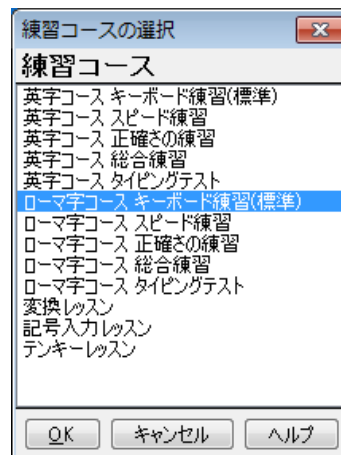 練習コースの選択
練習コース
英字コース キーボード練習(標準)
英字コース スピード練習
英字コース 正確さの練習
英字コース 総合練習
英字コース タイピングテスト
ローマ字コース キーボード練習(標準)
ローマ字コース スピード練習
ローマ字コース 正確さの練習
ローマ字コース 総合練習
ローマ字コース タイピングテスト
変換レッスン
記号入力レッスン
テンキーレッスン
OK キャンセル ヘルプ